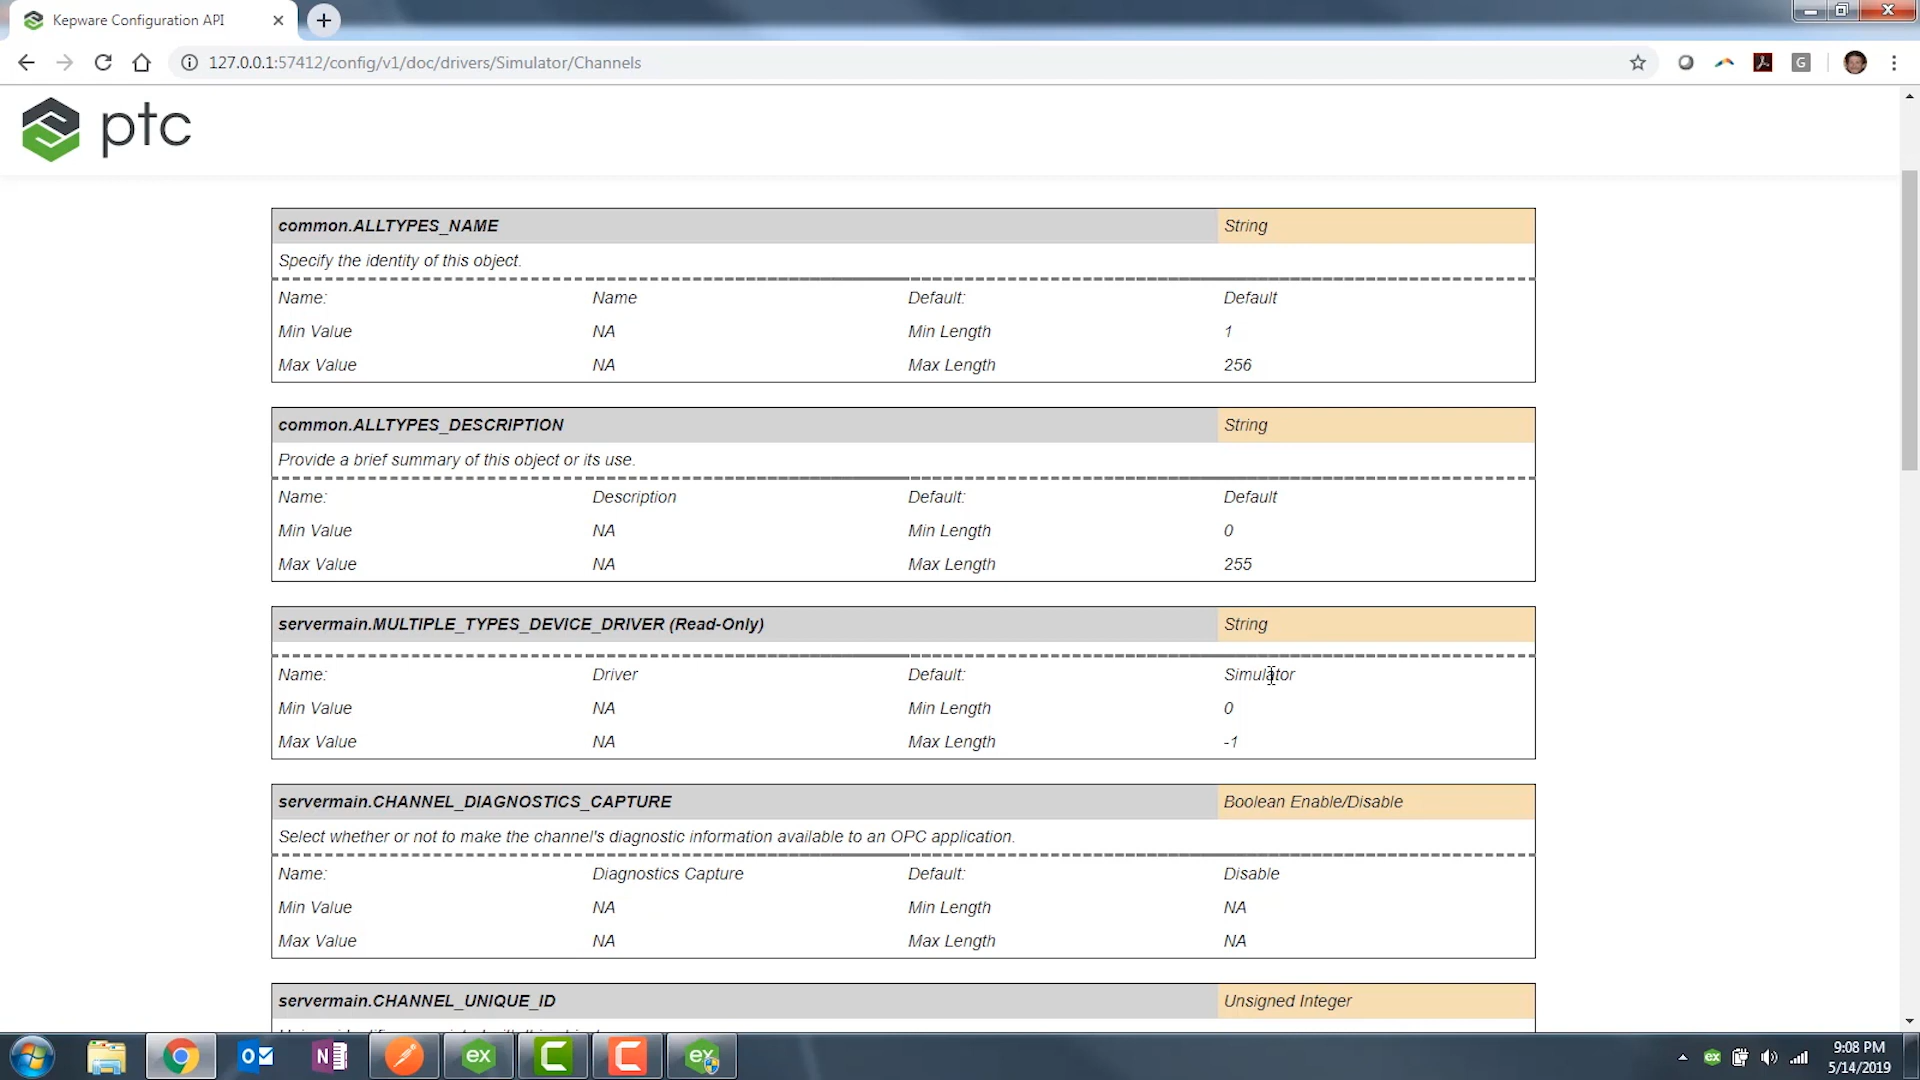 Kepware Configuration API
127.0.0.1:57412/config/v1/doc/drivers/Simulator/Channels
G
ptc
common.ALLTYPES_NAME String
Specify the identity of this object.
Name: Name Default: Default
Min Value NA Min Length 1
Max Value NA Max Length 256
common.ALLTYPES_DESCRIPTION String
Provide a brief summary of this object or its use.
Name: Description Default: Default
Min Value NA Min Length 0
Max Value NA Max Length 255
servermain.MULTIPLE_TYPES_DEVICE_DRIVER (Read-Only) String
Name: Driver Default: Simulator
Min Value NA Min Length 0
Max Value NA Max Length -1
servermain.CHANNEL_DIAGNOSTICS_CAPTURE Boolean Enable/Disable
Select whether or not to make the channel's diagnostic information available to an OPC application.
Name: Diagnostics Capture Default: Disable
Min Value NA Min Length NA
Max Value NA Max Length NA
servermain.CHANNEL_UNIQUE_ID Unsigned Integer
ex ex ex
9:08 PM
5/14/2019